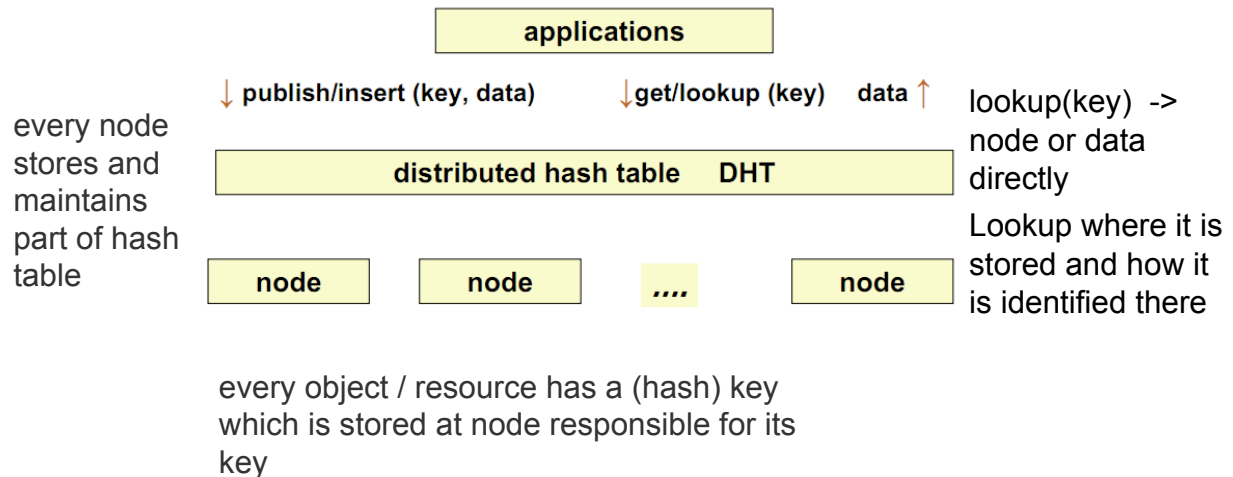 applications
↓ publish/insert (key, data) ↓get/lookup (key) data ↑
every node
stores and
maintains
part of hash
table
distributed hash table DHT
lookup(key) ->
node or data
directly
Lookup where it is
stored and how it
is identified there
node node .... node
every object / resource has a (hash) key
which is stored at node responsible for its
key